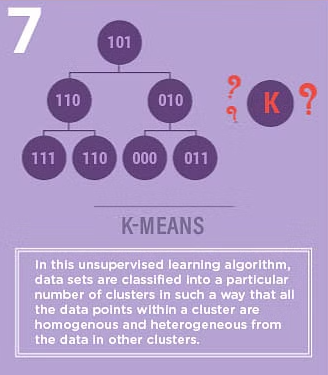 7
101
110 010
K
? ? ?
111 110 000 011
K-MEANS
In this unsupervised learning algorithm,
data sets are classified into a particular
number of clusters in such a way that all
the data points within a cluster are
homogenous and heterogeneous from
the data in other clusters.